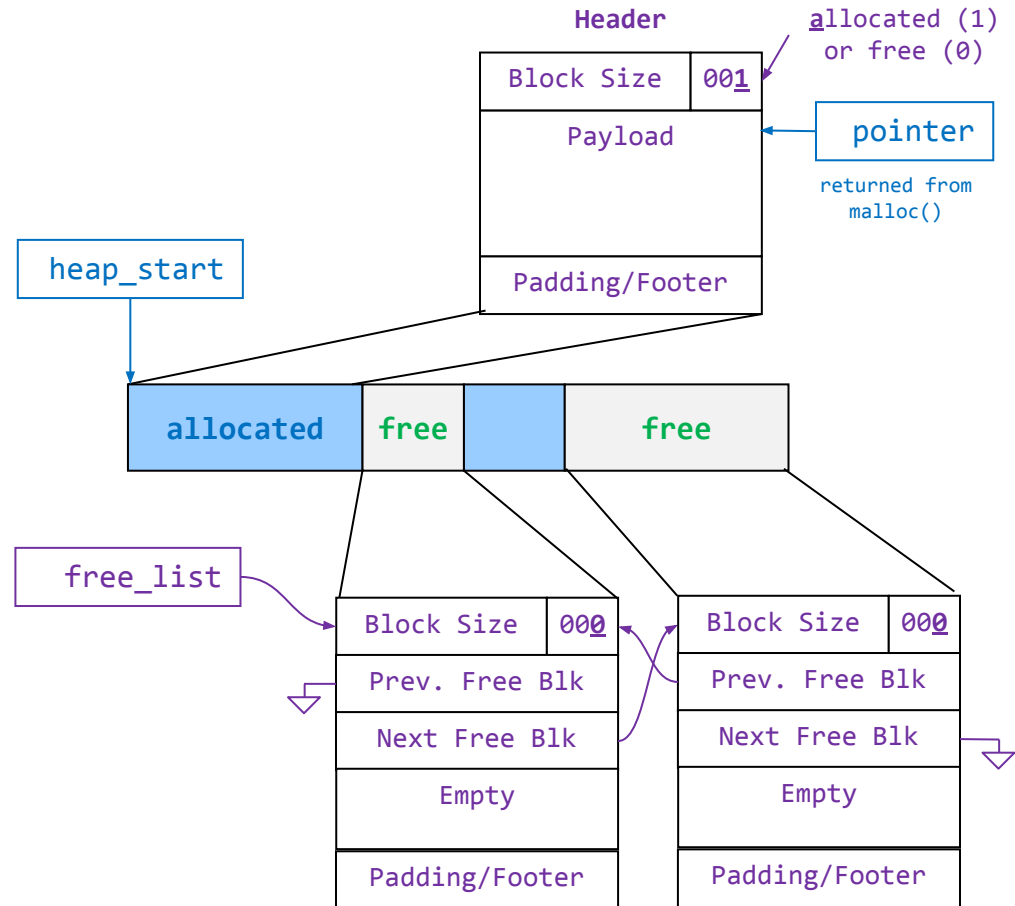 Header
allocated (1)
or free (0)
Block Size
001
Payload
pointer
returned from
malloc()
Padding/Footer
heap_start
allocated
free
free
free_list
Block Size
000
Prev. Free Blk
Next Free Blk
Empty
Padding/Footer
Block Size
000
Prev. Free Blk
Next Free Blk
Empty
Padding/Footer